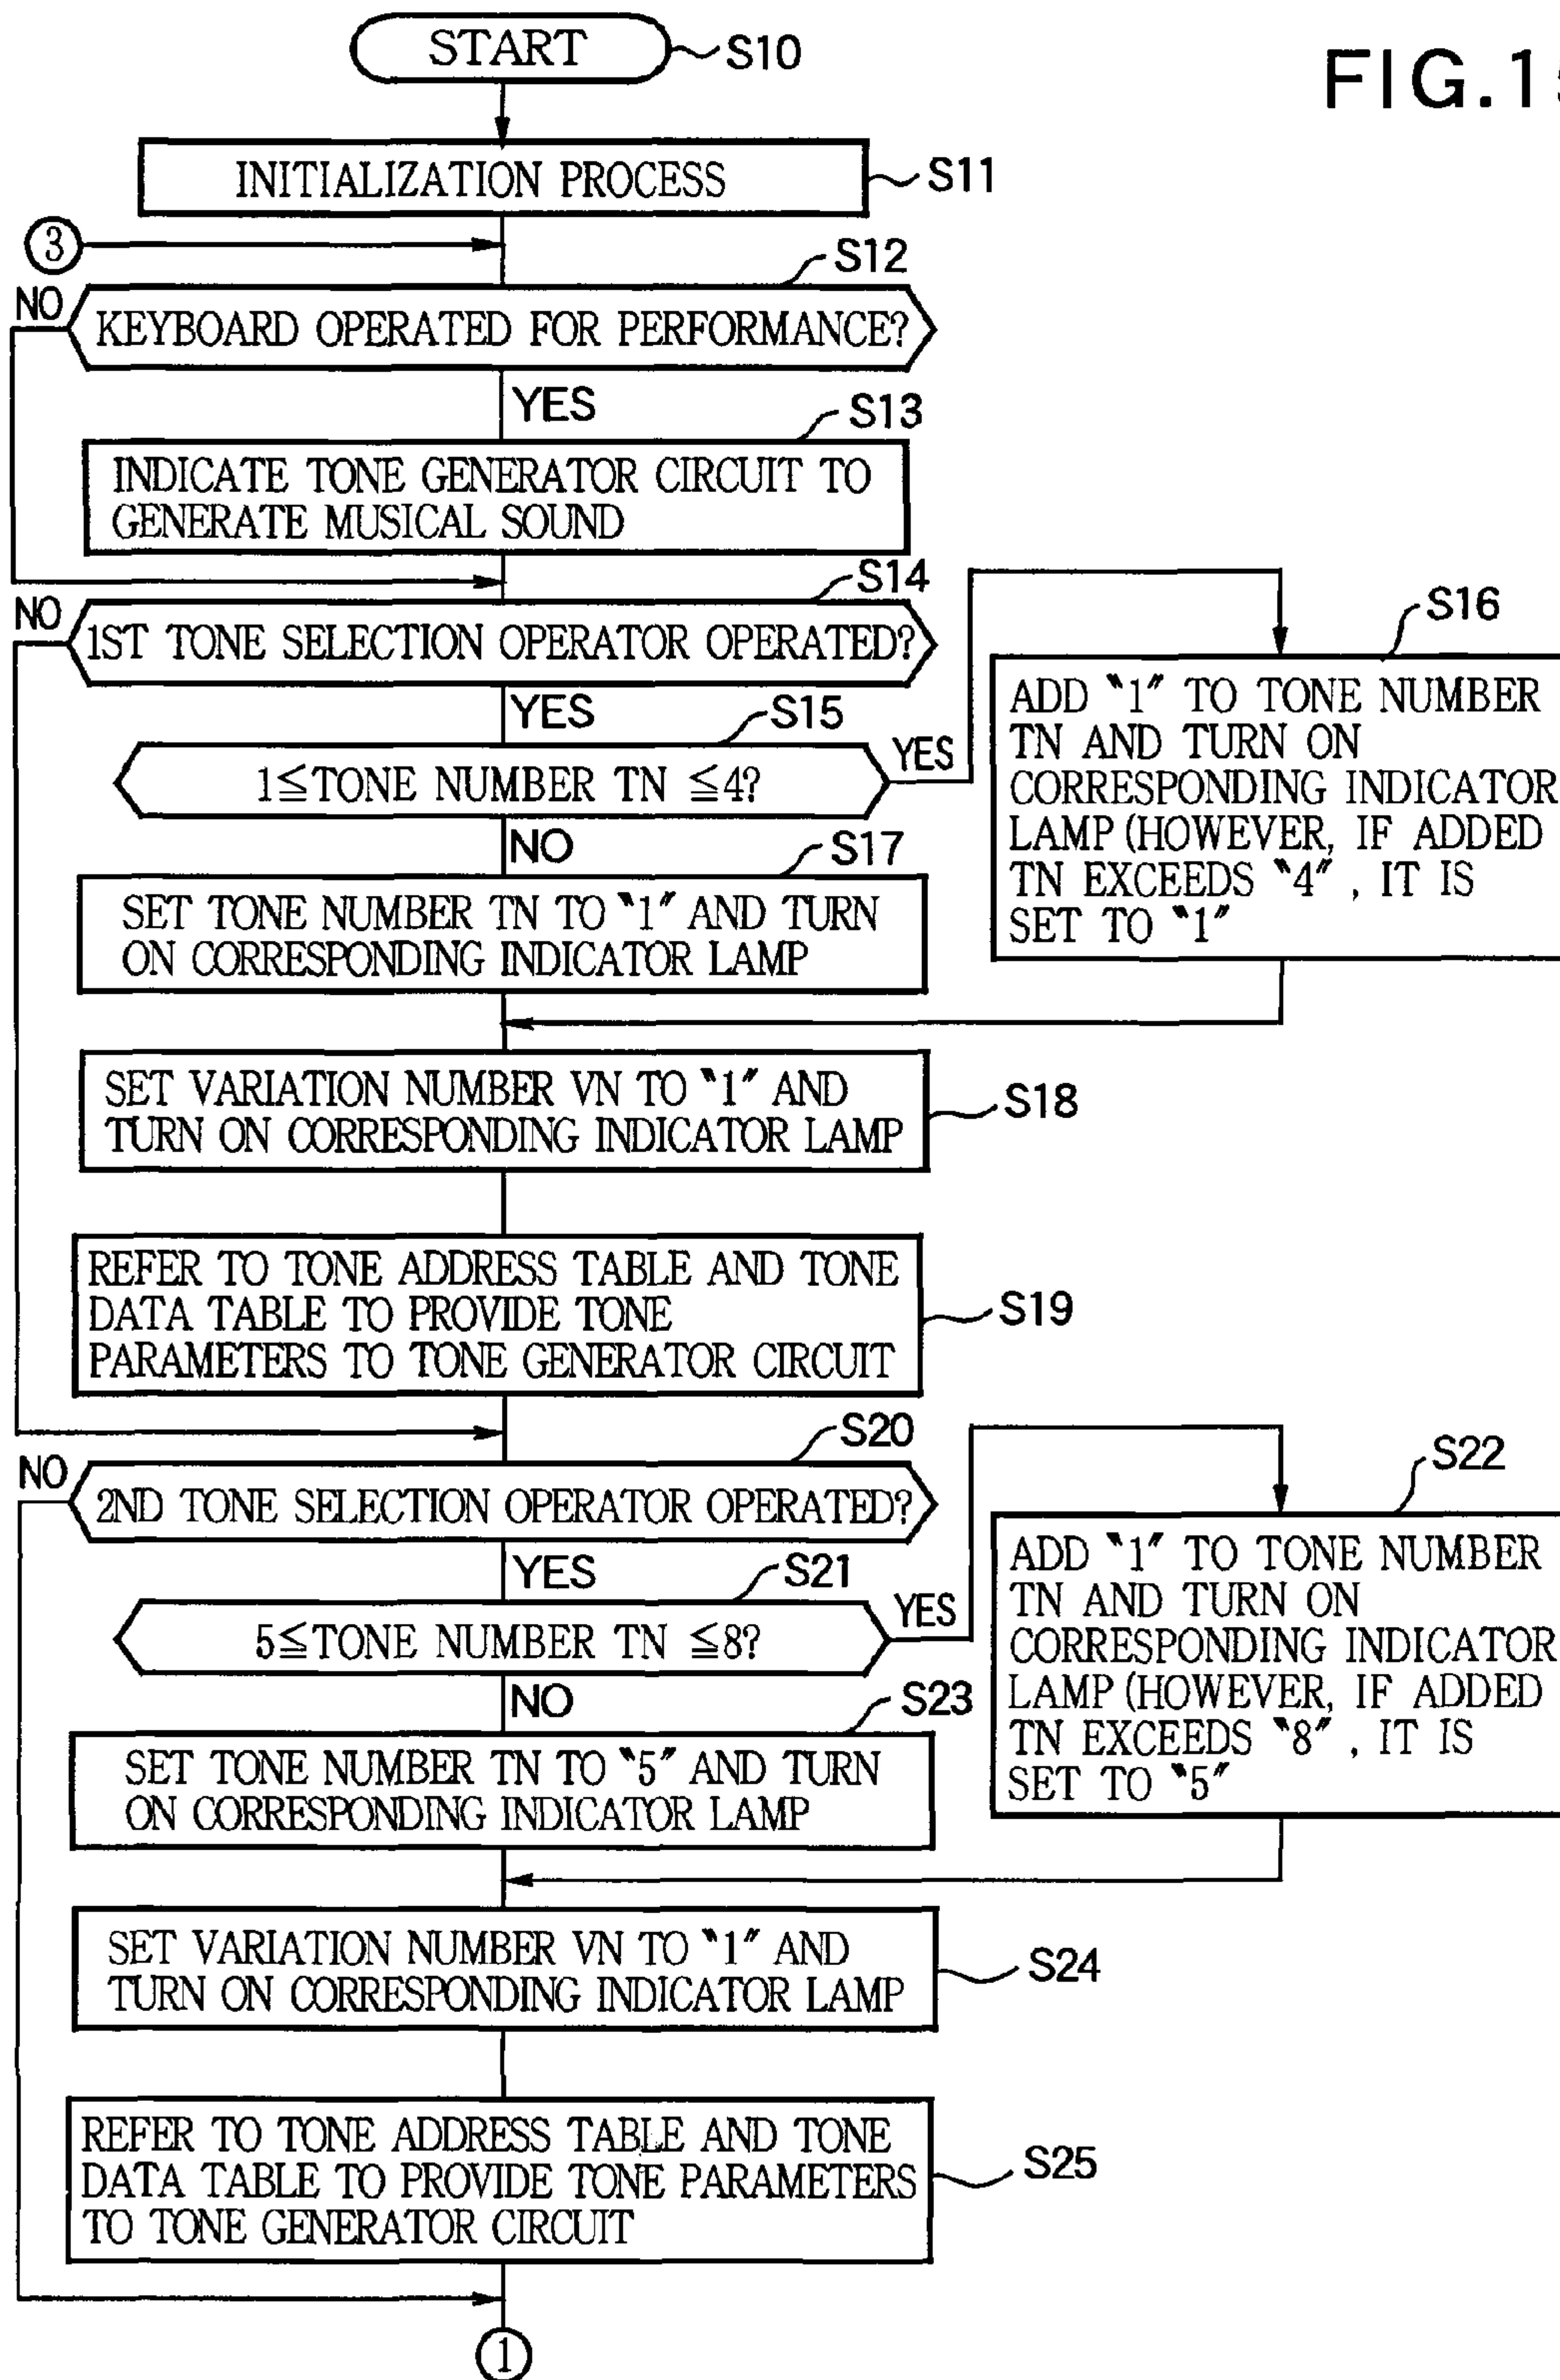 START
S10
FIG.15
INITIALIZATION PROCESS
S11
3
S12
NO
KEYBOARD OPERATED FOR PERFORMANCE?
YES
S13
INDICATE TONE GENERATOR CIRCUIT TO
GENERATE MUSICAL SOUND
S14
NO
1ST TONE SELECTION OPERATOR OPERATED?
YES
S15
1≦TONE NUMBER TN ≦4?
YES
S16
ADD "1" TO TONE NUMBER
TN AND TURN ON
CORRESPONDING INDICATOR
LAMP (HOWEVER, IF ADDED
TN EXCEEDS "4", IT IS
SET TO "1"
NO
S17
SET TONE NUMBER TN TO "1" AND TURN
ON CORRESPONDING INDICATOR LAMP
SET VARIATION NUMBER VN TO "1" AND
TURN ON CORRESPONDING INDICATOR LAMP
S18
REFER TO TONE ADDRESS TABLE AND TONE
DATA TABLE TO PROVIDE TONE
PARAMETERS TO TONE GENERATOR CIRCUIT
S19
S20
NO
2ND TONE SELECTION OPERATOR OPERATED?
YES
S21
5≦TONE NUMBER TN ≦8?
YES
S22
ADD "1" TO TONE NUMBER
TN AND TURN ON
CORRESPONDING INDICATOR
LAMP (HOWEVER, IF ADDED
TN EXCEEDS "8", IT IS
SET TO "5"
NO
S23
SET TONE NUMBER TN TO "5" AND TURN
ON CORRESPONDING INDICATOR LAMP
SET VARIATION NUMBER VN TO "1" AND
TURN ON CORRESPONDING INDICATOR LAMP
S24
REFER TO TONE ADDRESS TABLE AND TONE
DATA TABLE TO PROVIDE TONE PARAMETERS
TO TONE GENERATOR CIRCUIT
S25
1